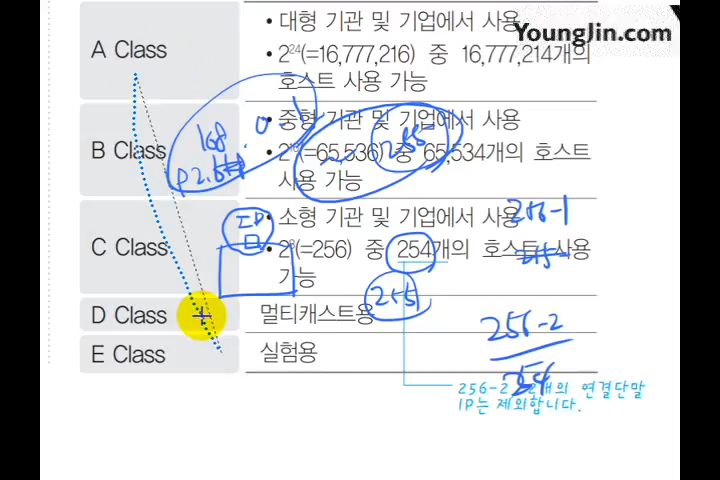 YoungJin.com
A Class
• 대형 기관 및 기업에서 사용
• 2²⁴(=16,777,216) 중 16,777,214개의
호스트 사용 가능
B Class
• 중형 기관 및 기업에서 사용
(=65,536) 중 65,534개의 호스트
사용 가능
168
.0.1
192.
~ 255
C Class
• 소형 기관 및 기업에서 사용
• 2⁸(=256) 중 254개의 호스트 사용
가능
IP
256-1
255
255
D Class
멀티캐스트용
256-2
254
E Class
실험용
256-2 2개의 연결단말
IP는 제외합니다.